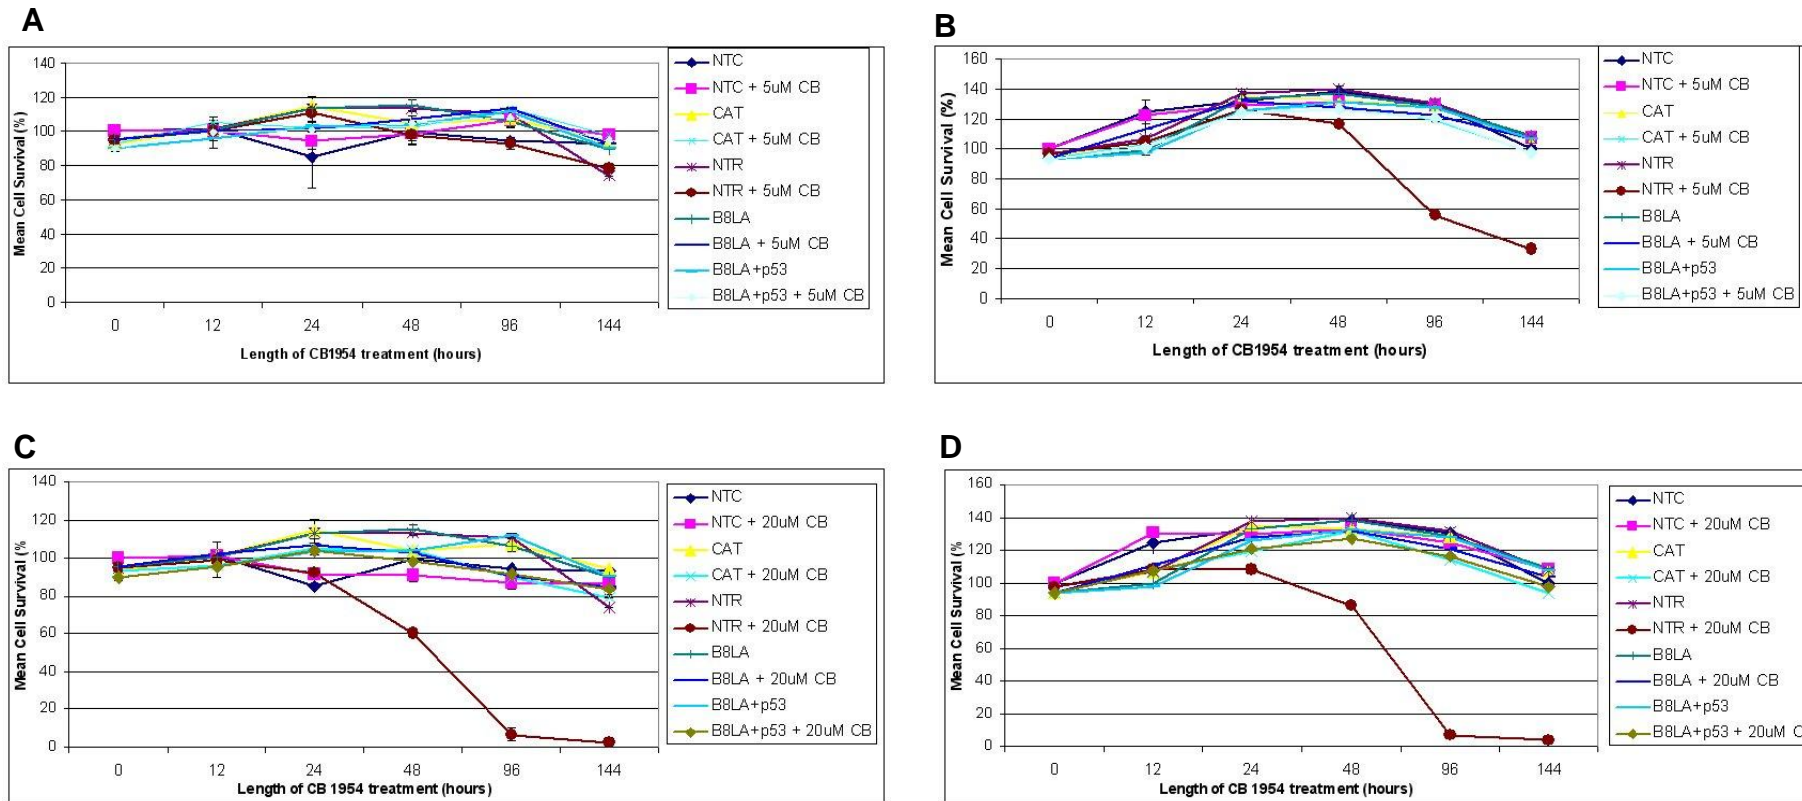 A
140
120
100
80
60
40
20
0
Mean Cell Survival (%)
0 12 24 48 96 144
Length of CB1954 treatment (hours)
NTC
NTC + 5uM CB
CAT
CAT + 5uM CB
NTR
NTR + 5uM CB
B8LA
B8LA + 5uM CB
B8LA+p53
B8LA+p53 + 5uM CB
B
160
140
120
100
80
60
40
20
0
Mean Cell Survival (%)
0 12 24 48 96 144
Length of CB1954 treatment (hours)
NTC
NTC + 5uM CB
CAT
CAT + 5uM CB
NTR
NTR + 5uM CB
B8LA
B8LA + 5uM CB
B8LA+p53
B8LA+p53 + 5uM CB
C
140
120
100
80
60
40
20
0
Mean Cell Survival (%)
0 12 24 48 96 144
Length of CB 1954 treatment (hours)
NTC
NTC + 20uM CB
CAT
CAT + 20uM CB
NTR
NTR + 20uM CB
B8LA
B8LA + 20uM CB
B8LA+p53
B8LA+p53 + 20uM CB
D
160
140
120
100
80
60
40
20
0
Mean Cell Survival (%
0 12 24 48 96 144
Length of CB 1954 treatment (hours)
NTC
NTC + 20uM CB
CAT
CAT + 20uM CB
NTR
NTR + 20uM CB
B8LA
B8LA + 20uM CB
B8LA+p53
B8LA+p53 + 20uM C